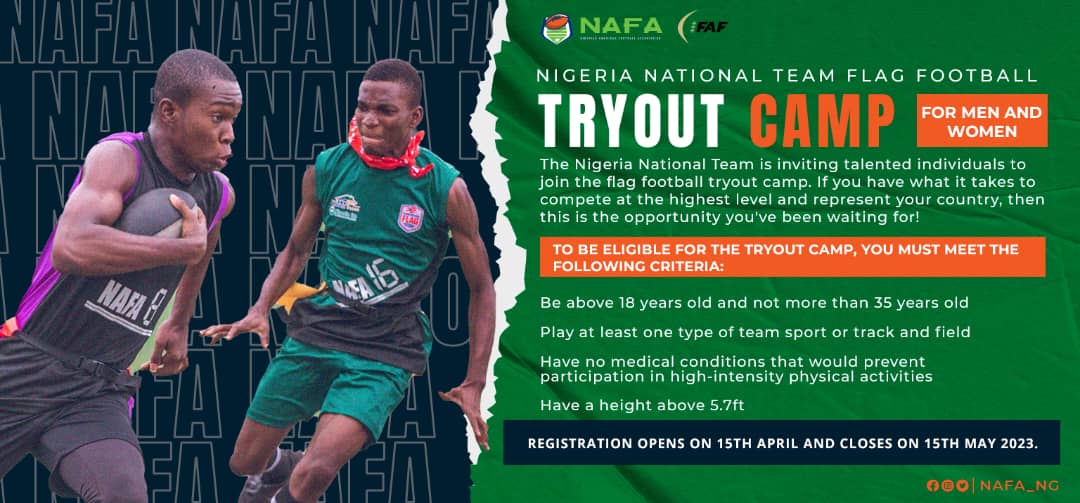 NAFA
IFAF
NIGERIA NATIONAL TEAM FLAG FOOTBALL
TRYOUT CAMP
FOR MEN AND
WOMEN
The Nigeria National Team is inviting talented individuals to
join the flag football tryout camp. If you have what it takes to
compete at the highest level and represent your country, then
this is the opportunity you've been waiting for!
TO BE ELIGIBLE FOR THE TRYOUT CAMP, YOU MUST MEET THE
FOLLOWING CRITERIA:
Be above 18 years old and not more than 35 years old
Play at least one type of team sport or track and field
Have no medical conditions that would prevent
participation in high-intensity physical activities
Have a height above 5.7ft
REGISTRATION OPENS ON 15TH APRIL AND CLOSES ON 15TH MAY 2023.
NAFA_NG
NAFA NAFA NAFA
NAFA 8
FLAG
NAFA 16